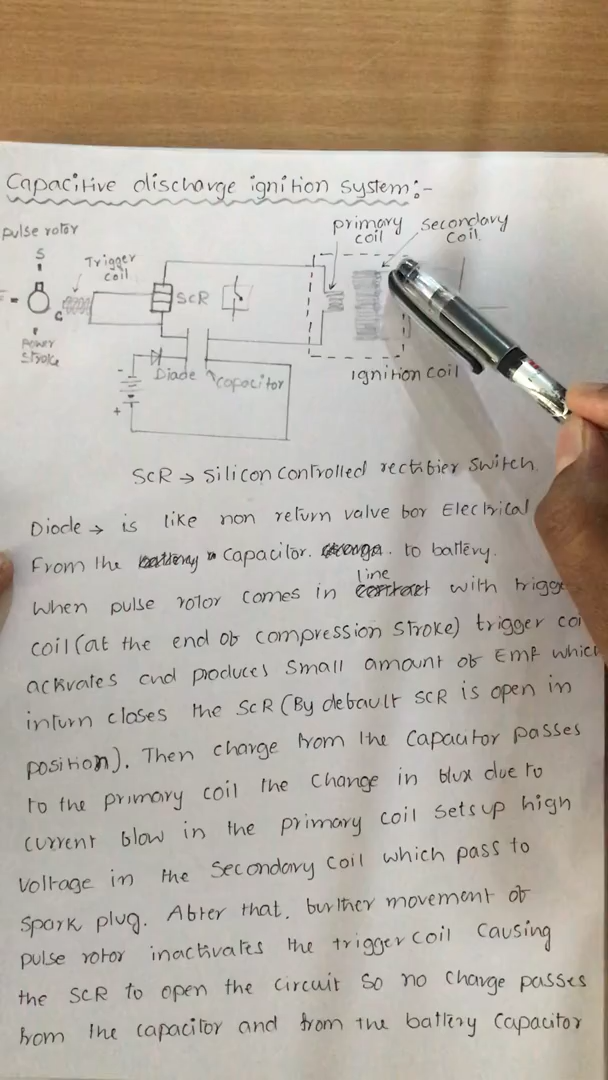 Capacitive discharge ignition system:-
pulse rotor
S
Trigger
coil
C
power
stroke
SCR
primary
coil
secondary
coil
Diode
capacitor
Ignition coil
-
+
SCR → Silicon controlled rectifier switch
Diode → is like non return valve for Electrical
From the capacitor. to battery.
line
When pulse rotor comes in with trigge
coil (at the end of compression stroke) trigger coi
activates and produces small amount of EMF which
inturn closes the SCR (By default SCR is open in
position). Then charge from the capacitor passes
to the primary coil the change in flux due to
current flow in the primary coil sets up high
voltage in the secondary coil which pass to
spark plug. After that, further movement of
pulse rotor inactivates the trigger coil causing
the SCR to open the circuit so no charge passes
from the capacitor and from the battery capacitor